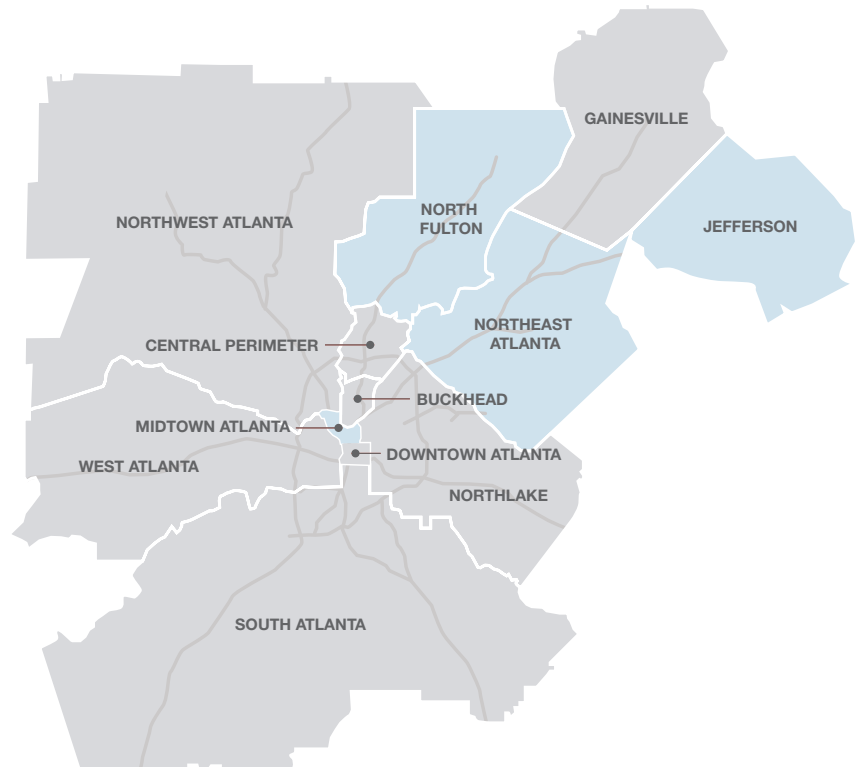 GAINESVILLE
NORTHWEST ATLANTA
NORTH
FULTON
JEFFERSON
NORTHEAST
ATLANTA
CENTRAL PERIMETER
BUCKHEAD
MIDTOWN ATLANTA
DOWNTOWN ATLANTA
WEST ATLANTA
NORTHLAKE
SOUTH ATLANTA